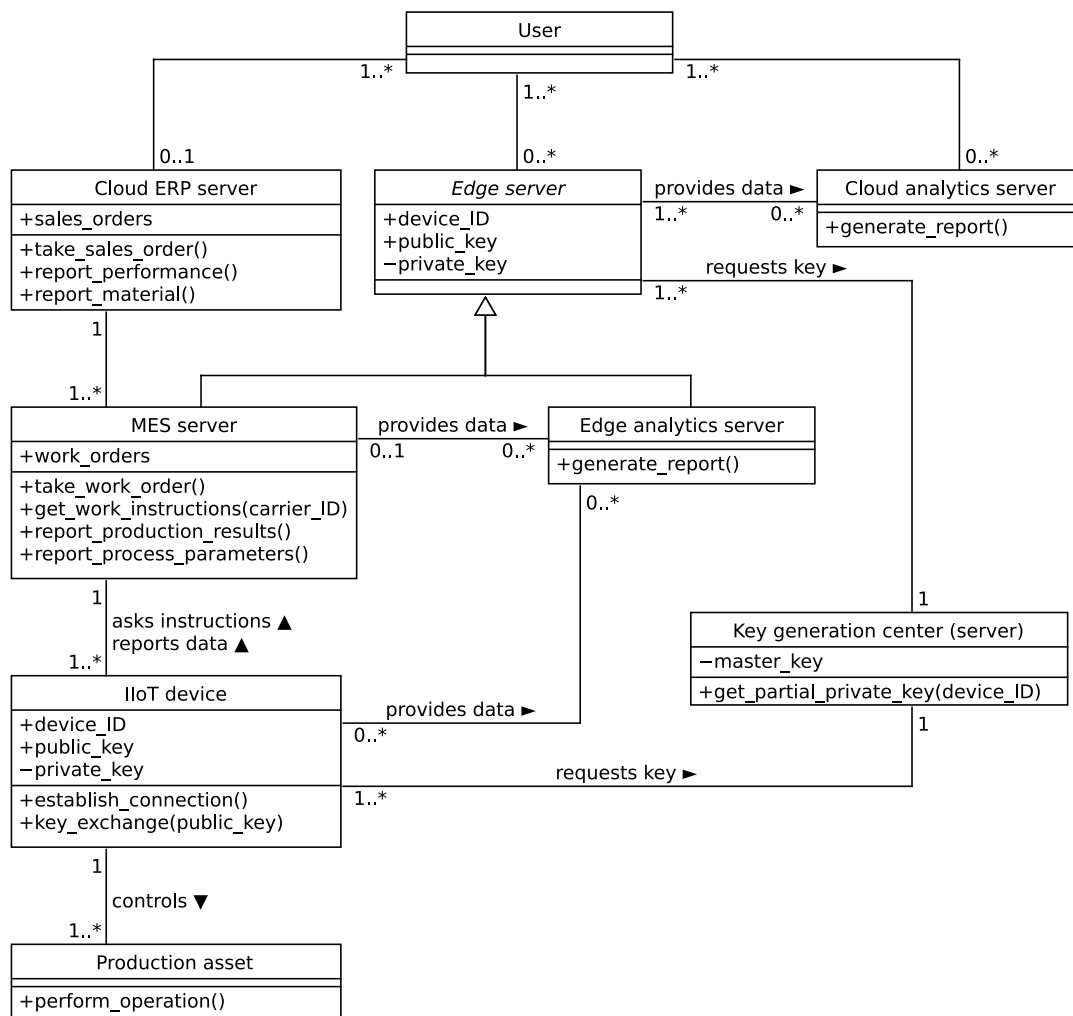 User
1..*
1..*
1..*
0..1
0..*
0..*
Cloud ERP server
+sales_orders
+take_sales_order()
+report_performance()
+report_material()
Edge server
+device_ID
+public_key
−private_key
provides data ►
1..*
0..*
Cloud analytics server
+generate_report()
requests key ►
1..*
1
1..*
MES server
+work_orders
+take_work_order()
+get_work_instructions(carrier_ID)
+report_production_results()
+report_process_parameters()
provides data ►
0..1
0..*
Edge analytics server
+generate_report()
0..*
1
asks instructions ▲
reports data ▲
1..*
1
Key generation center (server)
−master_key
+get_partial_private_key(device_ID)
1
IIoT device
+device_ID
+public_key
−private_key
+establish_connection()
+key_exchange(public_key)
provides data ►
0..*
requests key ►
1..*
1
controls ▼
1..*
Production asset
+perform_operation()